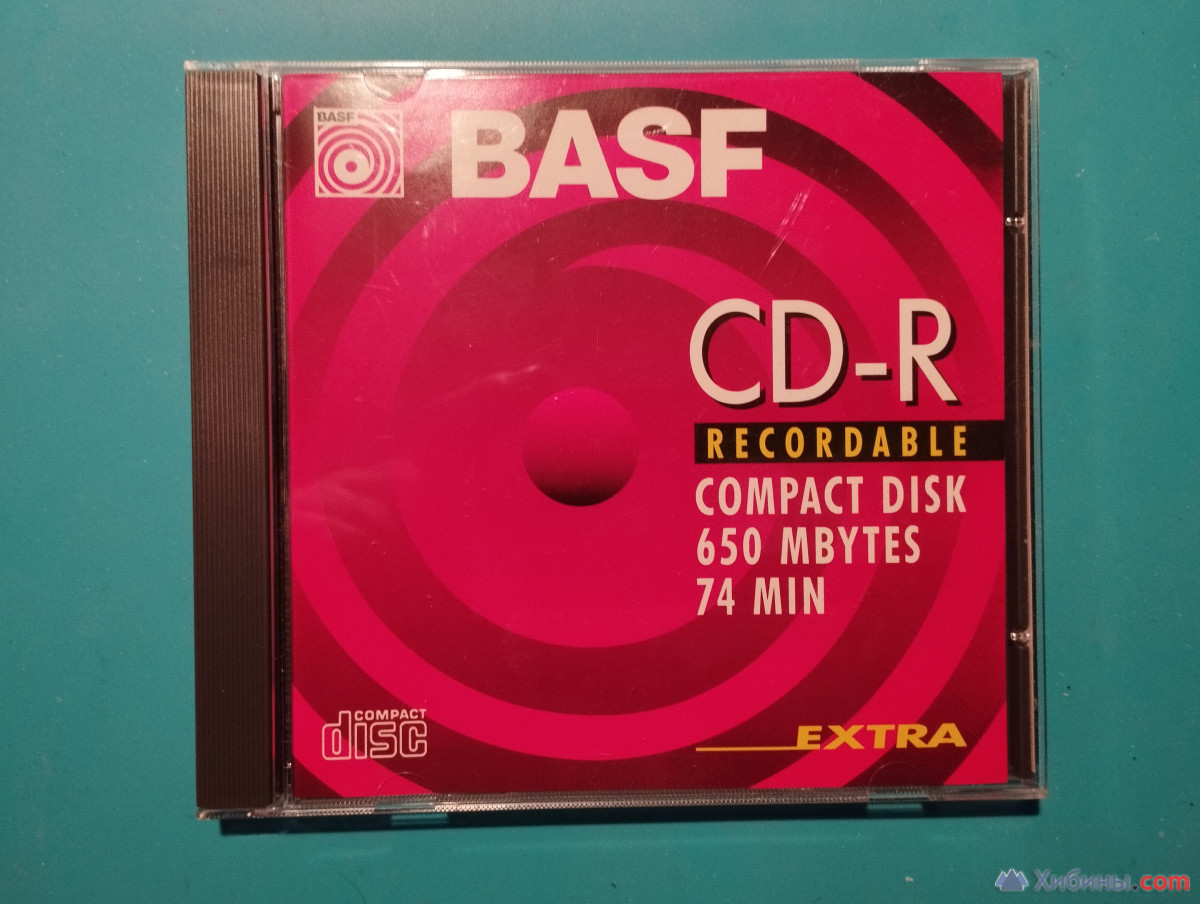 BASF
BASF
CD-R
RECORDABLE
COMPACT DISK
650 MBYTES
74 MIN
COMPACT
disc
EXTRA
Хибины.com